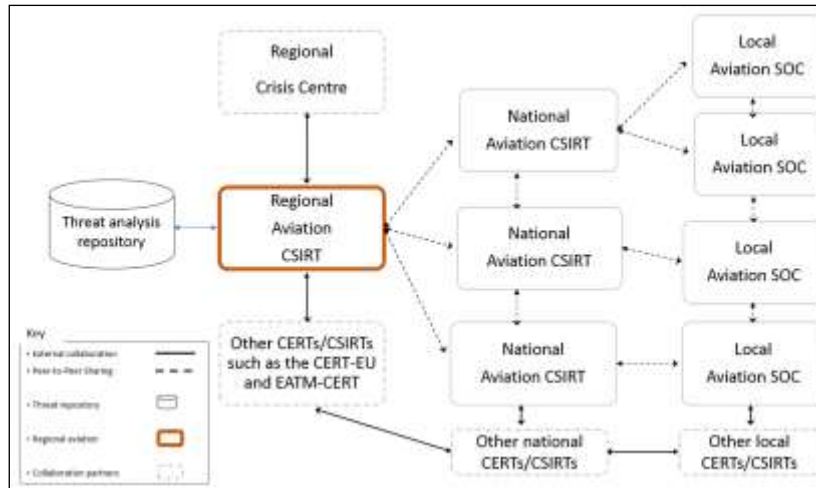 Regional
Crisis Centre
Local
Aviation SOC
National
Aviation CSIRT
Local
Aviation SOC
Threat analysis
repository
Regional
Aviation
CSIRT
National
Aviation CSIRT
Local
Aviation SOC
Other CERTs/CSIRTs
such as the CERT-EU
and EATM-CERT
National
Aviation CSIRT
Local
Aviation SOC
Other national
CERTs/CSIRTs
Other local
CERTs/CSIRTs
Key
• External collaboration
• Peer-to-Peer Sharing
• Threat repository
• Regional aviation
• Collaboration partners